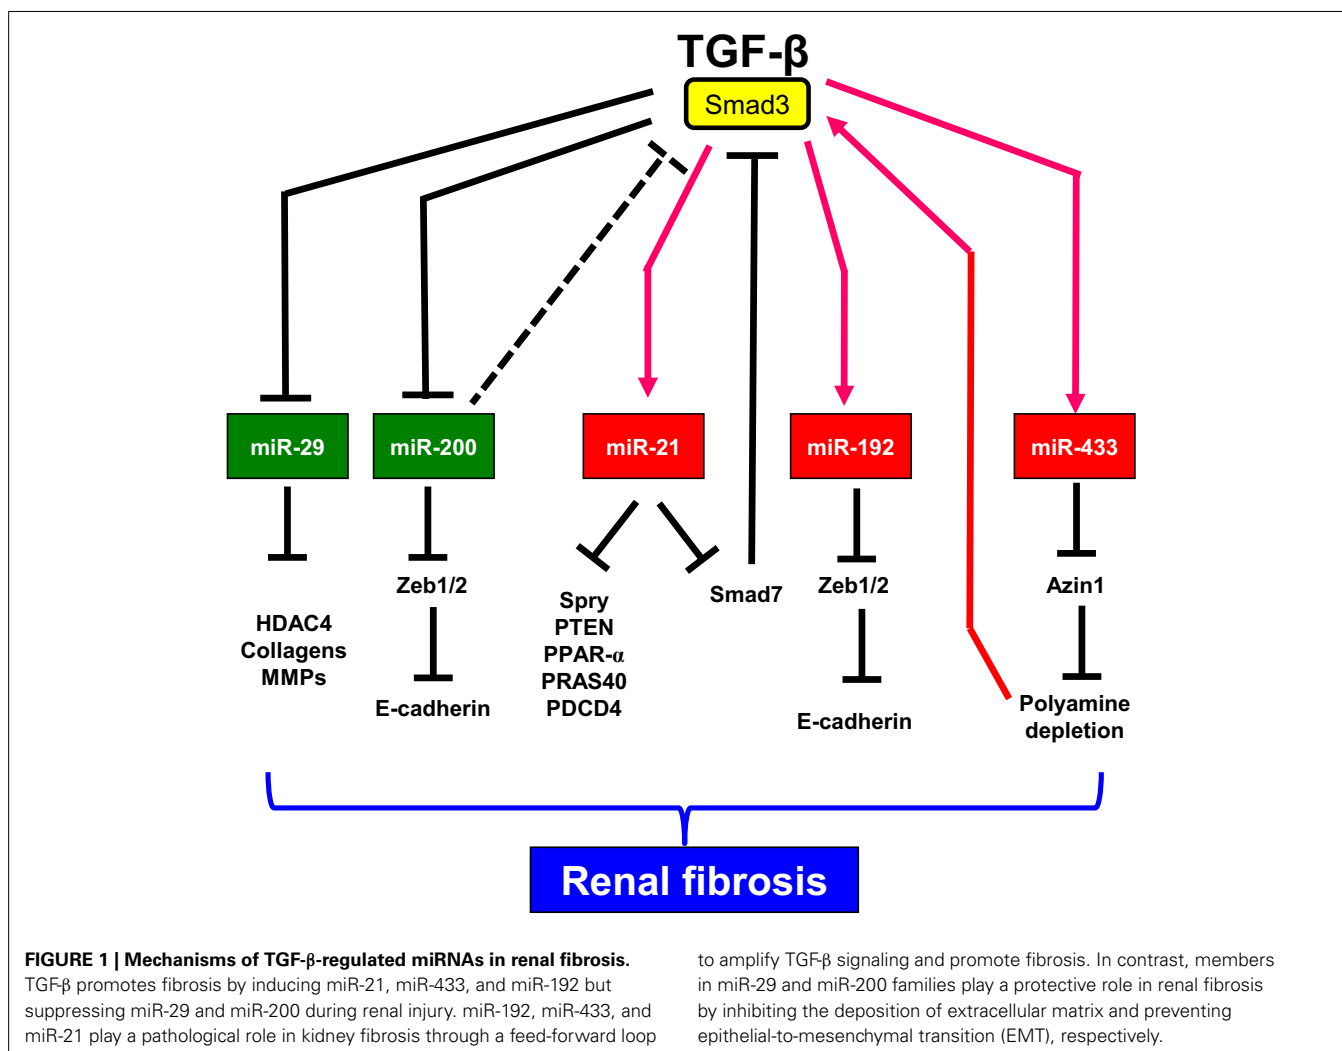 TGF-β
Smad3
miR-29
miR-200
miR-21
miR-192
miR-433
HDAC4
Collagens
MMPs
Zeb1/2
E-cadherin
Spry
PTEN
PPAR-α
PRAS40
PDCD4
Smad7
Zeb1/2
E-cadherin
Azin1
Polyamine
depletion
Renal fibrosis
FIGURE 1 | Mechanisms of TGF-β-regulated miRNAs in renal fibrosis.
TGF-β promotes fibrosis by inducing miR-21, miR-433, and miR-192 but
suppressing miR-29 and miR-200 during renal injury. miR-192, miR-433, and
miR-21 play a pathological role in kidney fibrosis through a feed-forward loop
to amplify TGF-β signaling and promote fibrosis. In contrast, members
in miR-29 and miR-200 families play a protective role in renal fibrosis
by inhibiting the deposition of extracellular matrix and preventing
epithelial-to-mesenchymal transition (EMT), respectively.